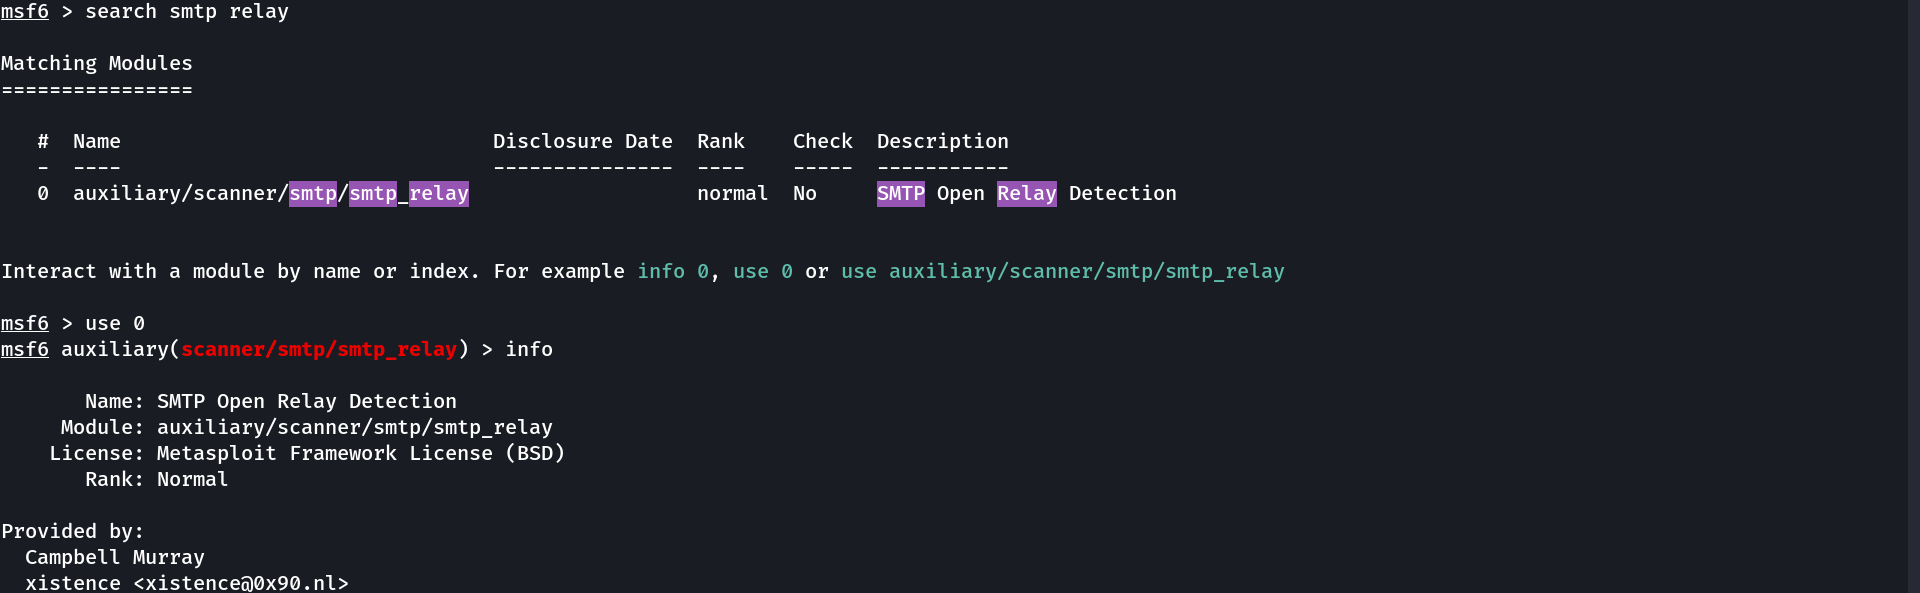 msf6 > search smtp relay
Matching Modules
================
# Name Disclosure Date Rank Check Description
- ---- --------------- ---- ----- -----------
0 auxiliary/scanner/smtp/smtp_relay normal No SMTP Open Relay Detection
Interact with a module by name or index. For example info 0, use 0 or use auxiliary/scanner/smtp/smtp_relay
msf6 > use 0
msf6 auxiliary(scanner/smtp/smtp_relay) > info
Name: SMTP Open Relay Detection
Module: auxiliary/scanner/smtp/smtp_relay
License: Metasploit Framework License (BSD)
Rank: Normal
Provided by:
Campbell Murray
xistence <xistence@0x90.nl>